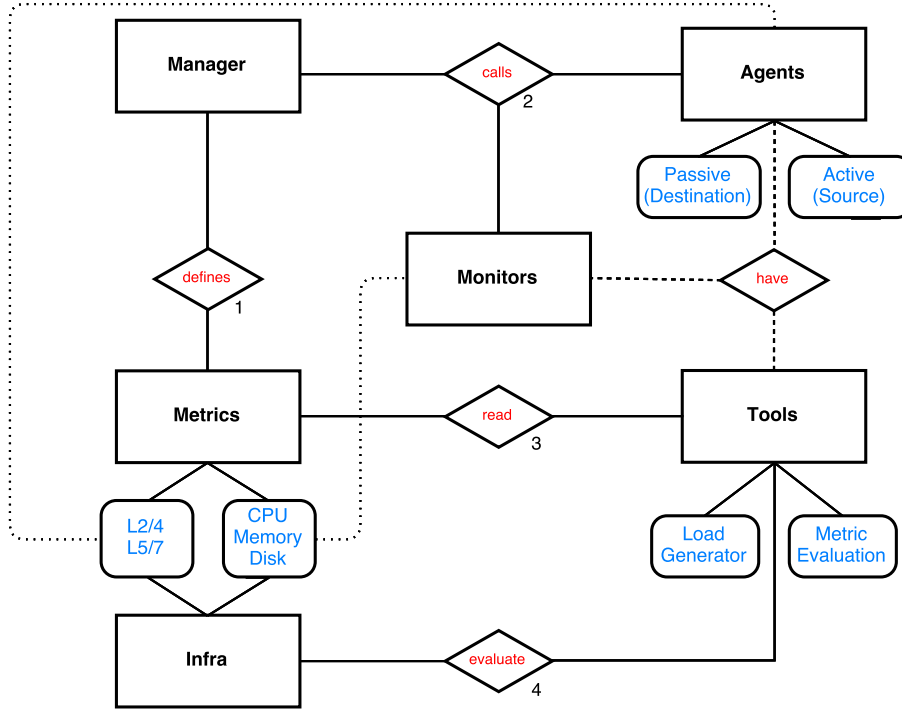 Manager
calls
2
Agents
Passive
(Destination)
Active
(Source)
defines
1
Monitors
have
Metrics
read
3
Tools
L2/4
L5/7
CPU
Memory
Disk
Load
Generator
Metric
Evaluation
Infra
evaluate
4